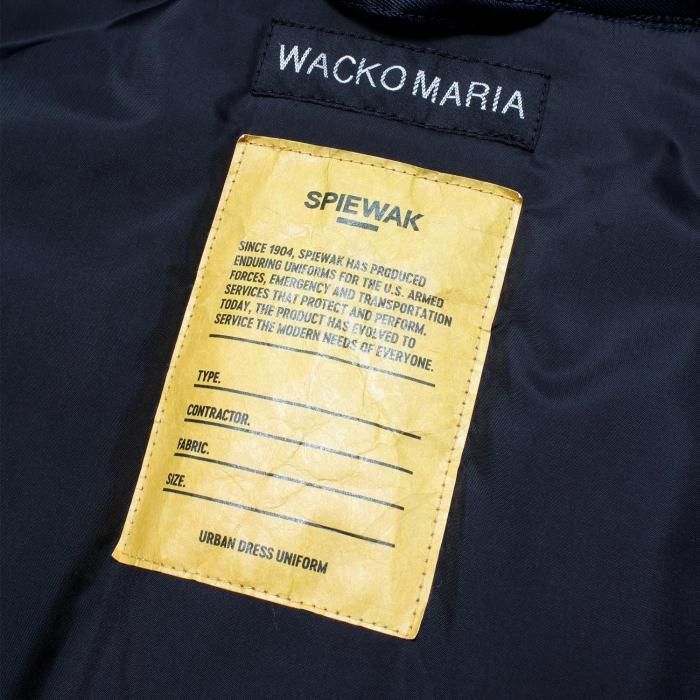 WACKO MARIA
SPIEWAK
SINCE 1904, SPIEWAK HAS PRODUCED
ENDURING UNIFORMS FOR THE U.S. ARMED
FORCES, EMERGENCY AND TRANSPORTATION
SERVICES THAT PROTECT AND PERFORM.
TODAY, THE PRODUCT HAS EVOLVED TO
SERVICE THE MODERN NEEDS OF EVERYONE.
TYPE.
CONTRACTOR.
FABRIC.
SIZE.
URBAN DRESS UNIFORM